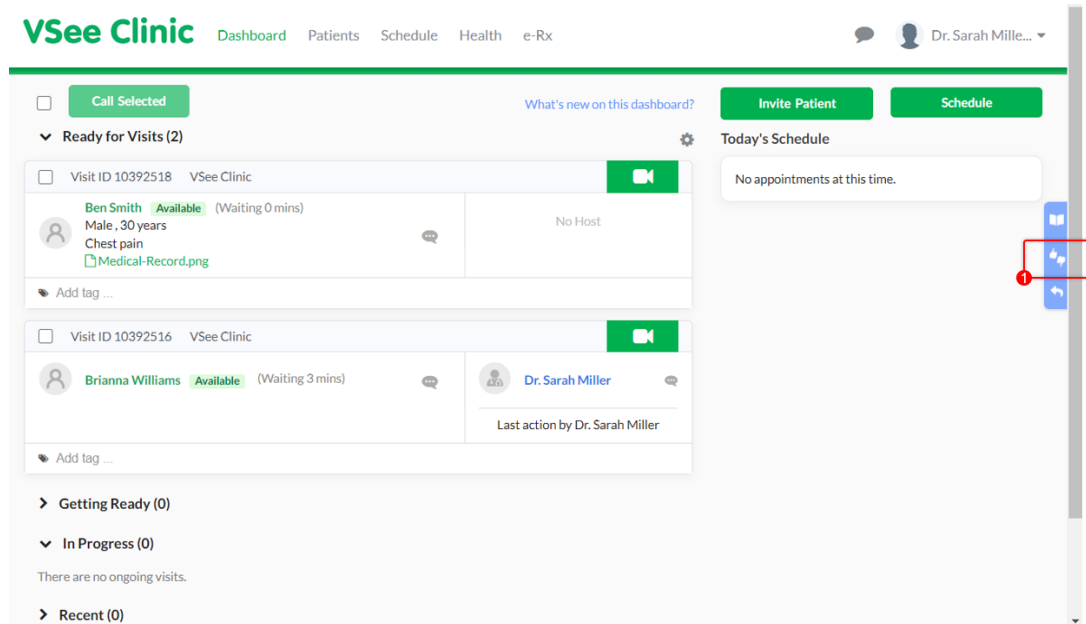 VSee Clinic Dashboard Patients Schedule Health e-Rx Dr. Sarah Mille...
Call Selected What's new on this dashboard? Invite Patient Schedule
Ready for Visits (2) Today's Schedule
Visit ID 10392518 VSee Clinic
No appointments at this time.
Ben Smith Available (Waiting 0 mins)
Male , 30 years
Chest pain
Medical-Record.png
No Host
Add tag ...
1
Visit ID 10392516 VSee Clinic
Brianna Williams Available (Waiting 3 mins) Dr. Sarah Miller
Last action by Dr. Sarah Miller
Add tag ...
Getting Ready (0)
In Progress (0)
There are no ongoing visits.
Recent (0)